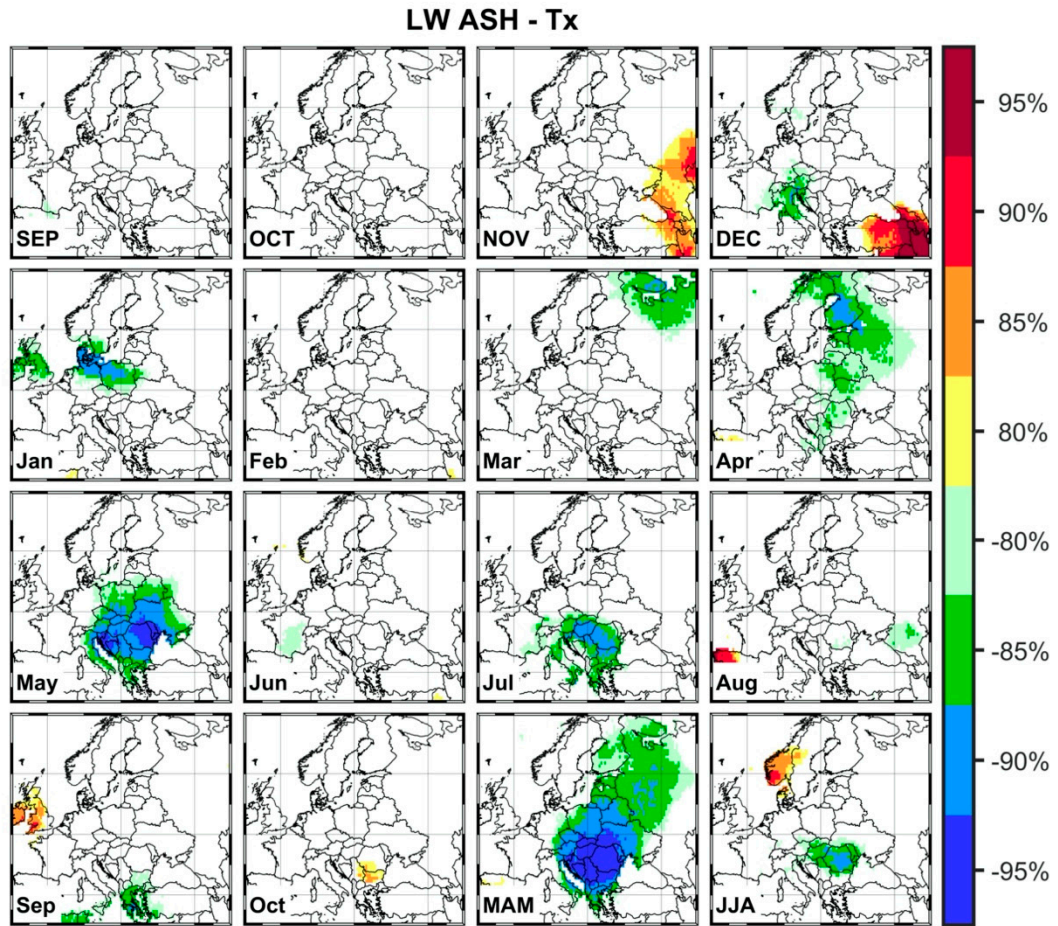 LW ASH - Tx
SEP
OCT
NOV
DEC
Jan
Feb
Mar
Apr
May
Jun
Jul
Aug
Sep
Oct
MAM
JJA
95%
90%
85%
80%
-80%
-85%
-90%
-95%